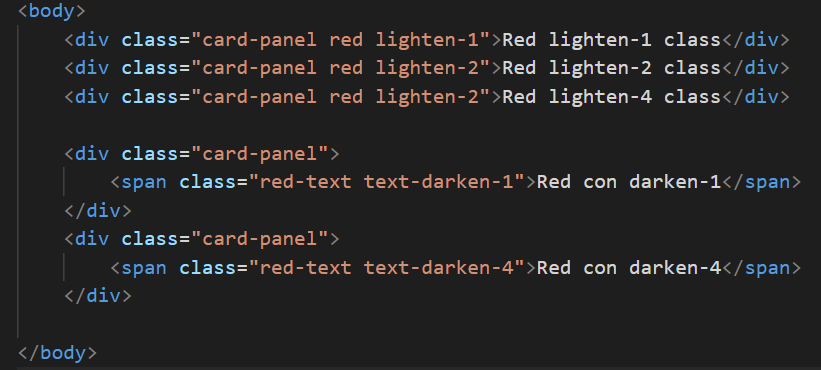 <body>
<div class="card-panel red lighten-1">Red lighten-1 class</div>
<div class="card-panel red lighten-2">Red lighten-2 class</div>
<div class="card-panel red lighten-2">Red lighten-4 class</div>
<div class="card-panel">
<span class="red-text text-darken-1">Red con darken-1</span>
</div>
<div class="card-panel">
<span class="red-text text-darken-4">Red con darken-4</span>
</div>
</body>